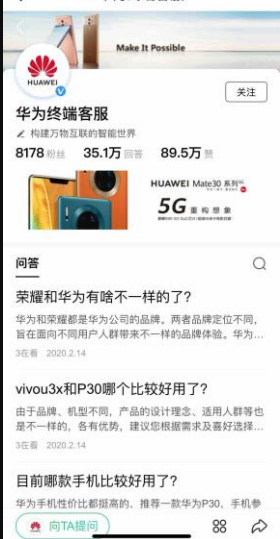 Make It Possible
HUAWEI
关注
华为终端客服
构建万物互联的智能世界
8178 粉丝 35.1万 回答 89.5万 赞
HUAWEI Mate30 系列
5G 重构想象
问答
荣耀和华为有啥不一样的了?
华为和荣耀都是华为公司的品牌。两者品牌定位不同,
旨在面向不同用户人群带来不一样的品牌体验。华为...
3在看 2020.2.14
vivou3x和P30哪个比较好用了?
由于品牌、机型不同,产品的设计理念、适用人群等也
是不一样的,各有优势,建议您根据需求及喜好选择...
3在看 2020.2.14
目前哪款手机比较好用了?
华为手机性价比都挺高的、推荐一款华为P30、手机参
向TA提问